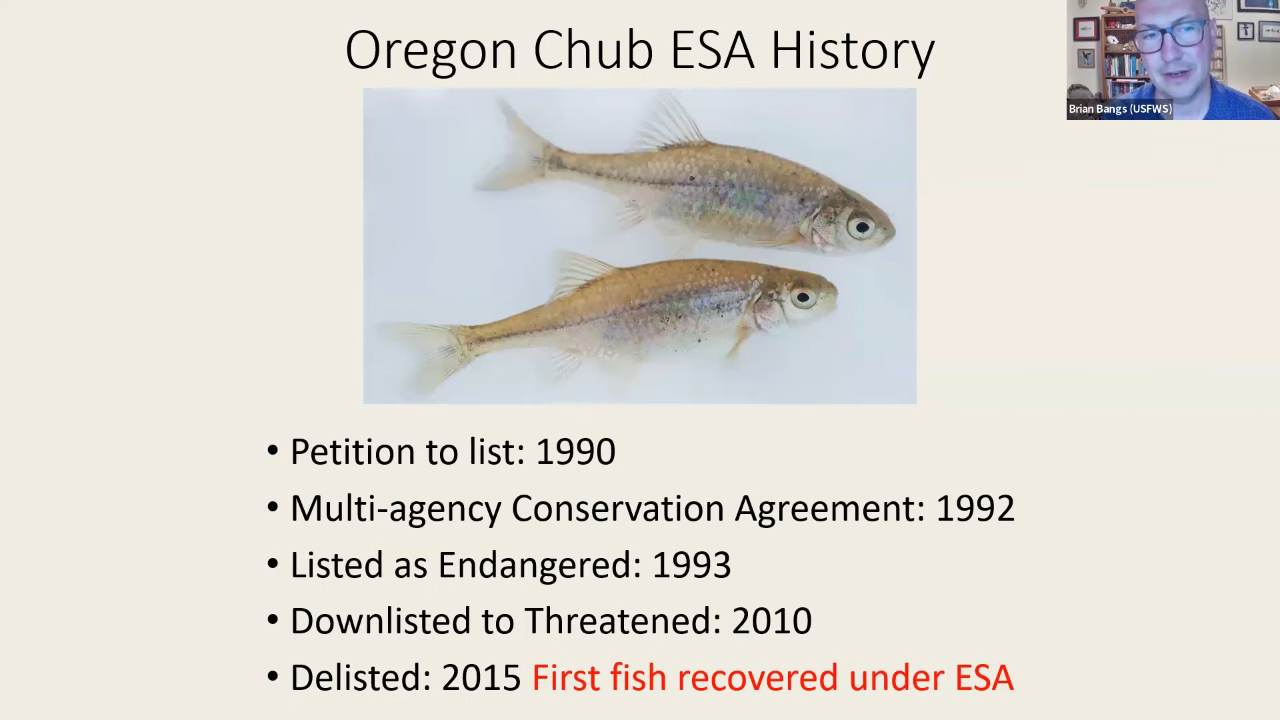 Oregon Chub ESA History
Brian Bangs (USFWS)
• Petition to list: 1990
• Multi-agency Conservation Agreement: 1992
• Listed as Endangered: 1993
• Downlisted to Threatened: 2010
• Delisted: 2015 First fish recovered under ESA